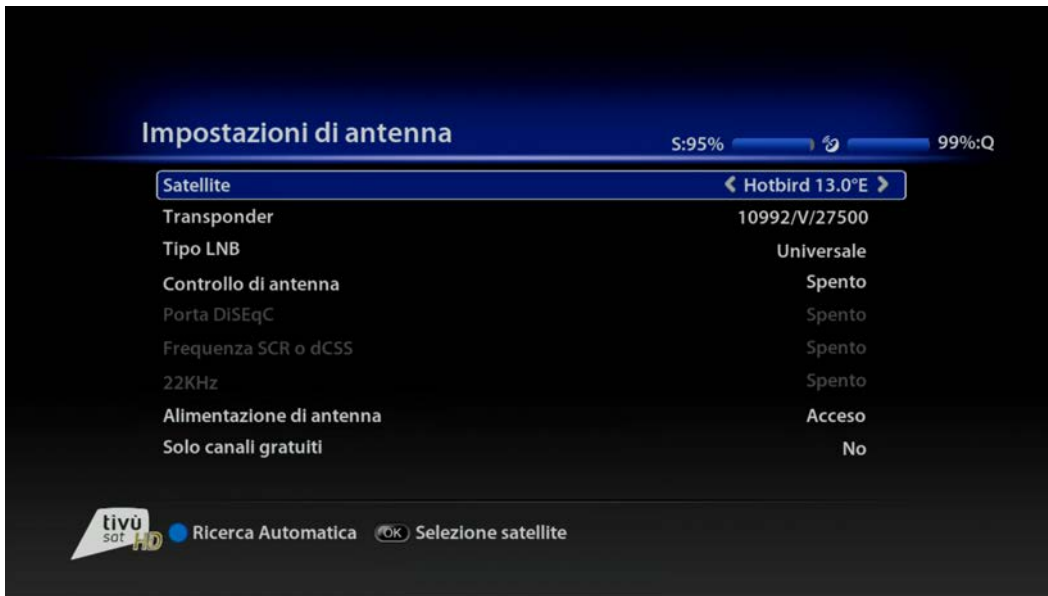 Impostazioni di antenna
S:95% 99%:Q
Satellite Hotbird 13.0°E
Transponder 10992/V/27500
Tipo LNB Universale
Controllo di antenna Spento
Porta DiSEqC Spento
Frequenza SCR o dCSS Spento
22KHz Spento
Alimentazione di antenna Acceso
Solo canali gratuiti No
tivù
sat HD
Ricerca Automatica OK Selezione satellite